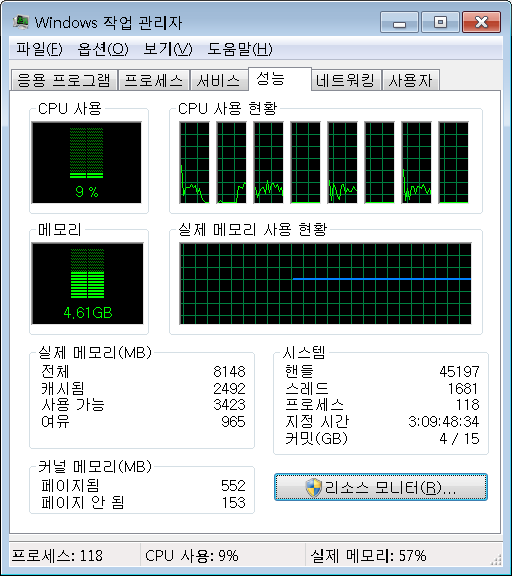 Windows 작업 관리자
파일(F) 옵션(O) 보기(V) 도움말(H)
응용 프로그램 프로세스 서비스 성능 네트워킹 사용자
CPU 사용 CPU 사용 현황
9 %
메모리 실제 메모리 사용 현황
4,61GB
실제 메모리(MB) 시스템
전체 8148 핸들 45197
캐시됨 2492 스레드 1681
사용 가능 3423 프로세스 118
여유 965 지정 시간 3:09:48:34
커밋(GB) 4 / 15
커널 메모리(MB)
페이지됨 552
페이지 안 됨 153
리소스 모니터(R)...
프로세스: 118 CPU 사용: 9% 실제 메모리: 57%